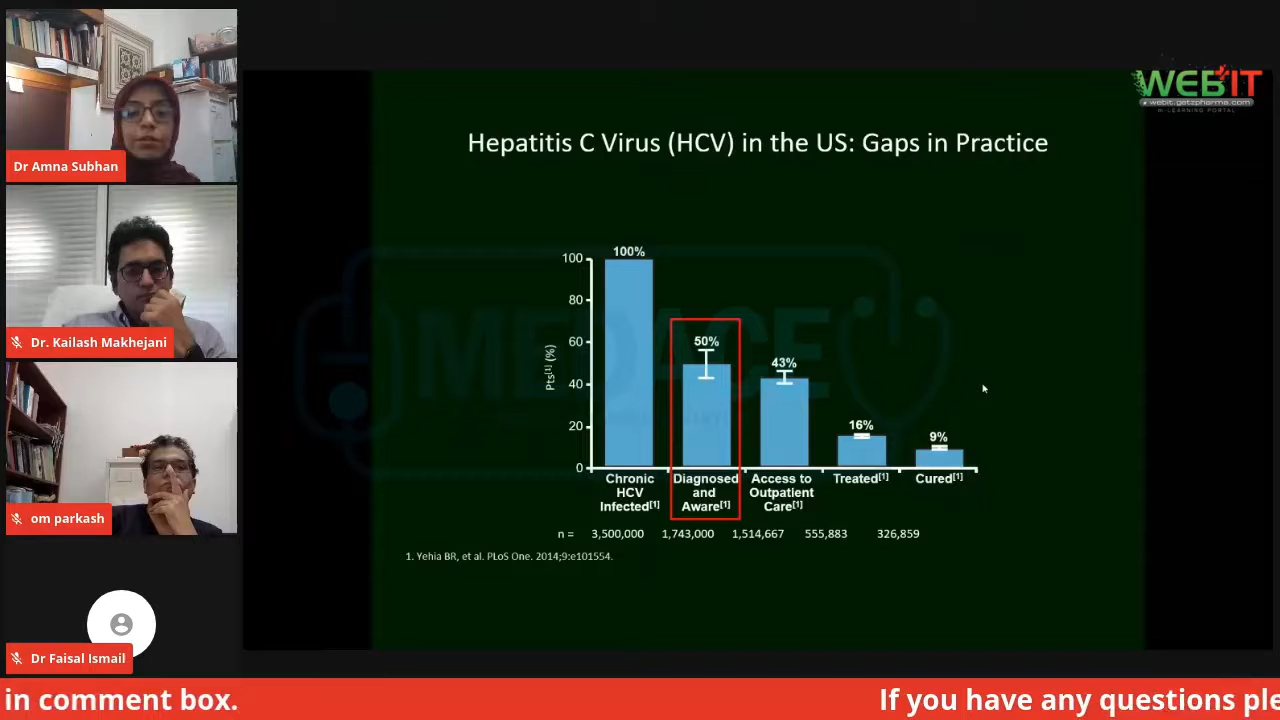 WEBIT
webit.getzpharma.com
e-LEARNING PORTAL
Dr Amna Subhan
Dr. Kailash Makhejani
om parkash
Dr Faisal Ismail
Hepatitis C Virus (HCV) in the US: Gaps in Practice
MEDACE
Pts[1] (%)
100
80
60
40
20
0
100%
50%
43%
16%
9%
Chronic
HCV
Infected[1]
Diagnosed
and
Aware[1]
Access to
Outpatient
Care[1]
Treated[1]
Cured[1]
n = 3,500,000 1,743,000 1,514,667 555,883 326,859
1. Yehia BR, et al. PLoS One. 2014;9:e101554.
in comment box. If you have any questions ple